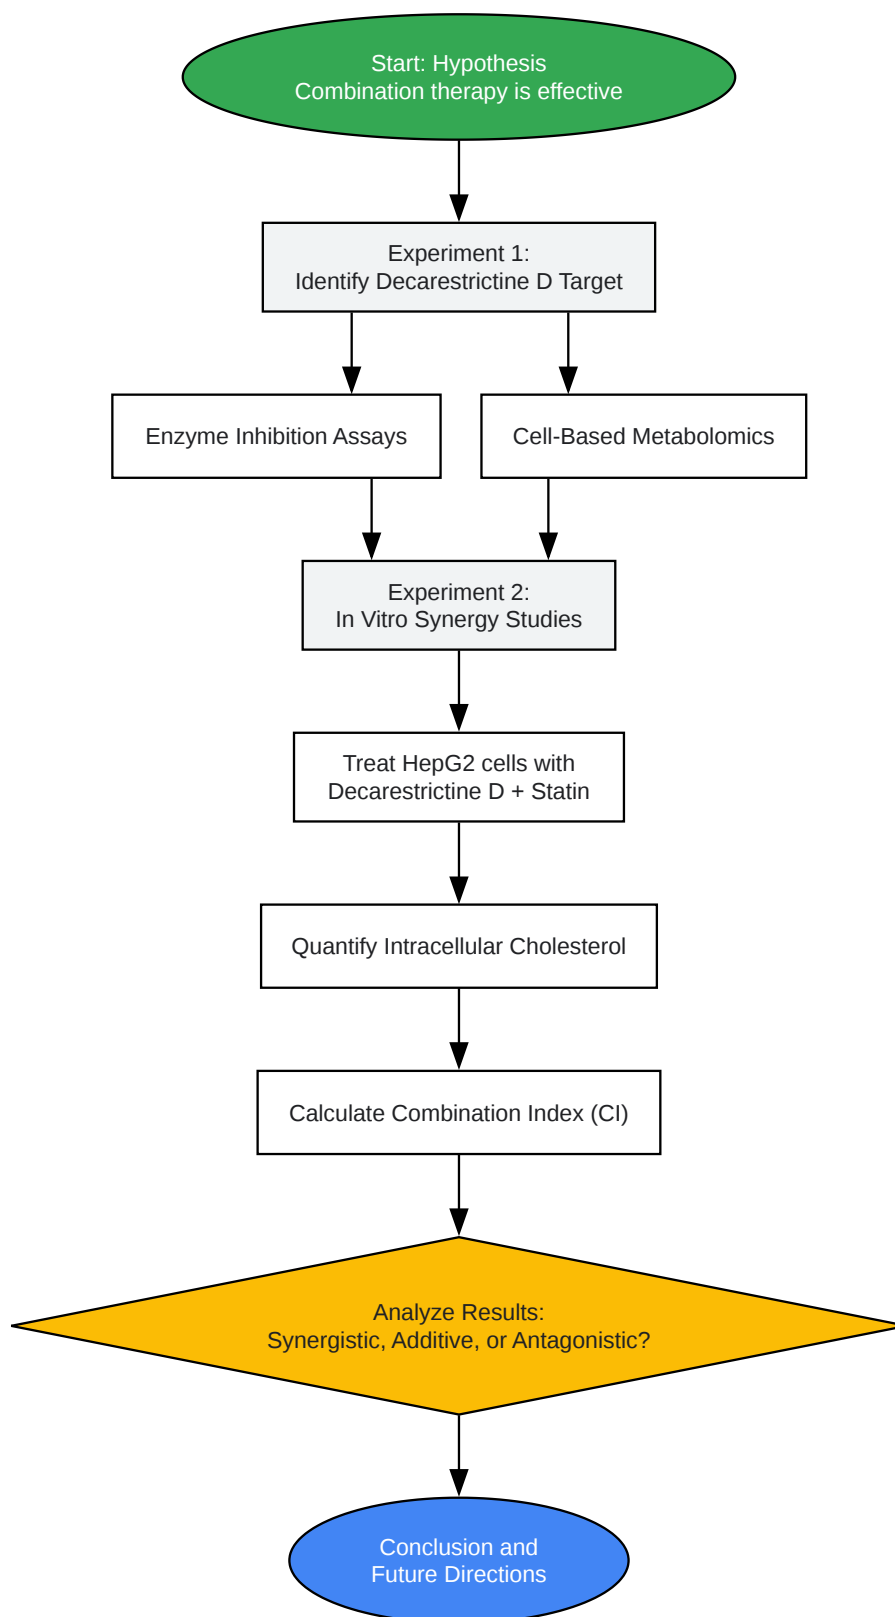 Start: Hypothesis
Combination therapy is effective
Experiment 1:
Identify Decarestrictine D Target
Enzyme Inhibition Assays
Cell-Based Metabolomics
Experiment 2:
In Vitro Synergy Studies
Treat HepG2 cells with
Decarestrictine D + Statin
Quantify Intracellular Cholesterol
Calculate Combination Index (CI)
Analyze Results:
Synergistic, Additive, or Antagonistic?
Conclusion and
Future Directions